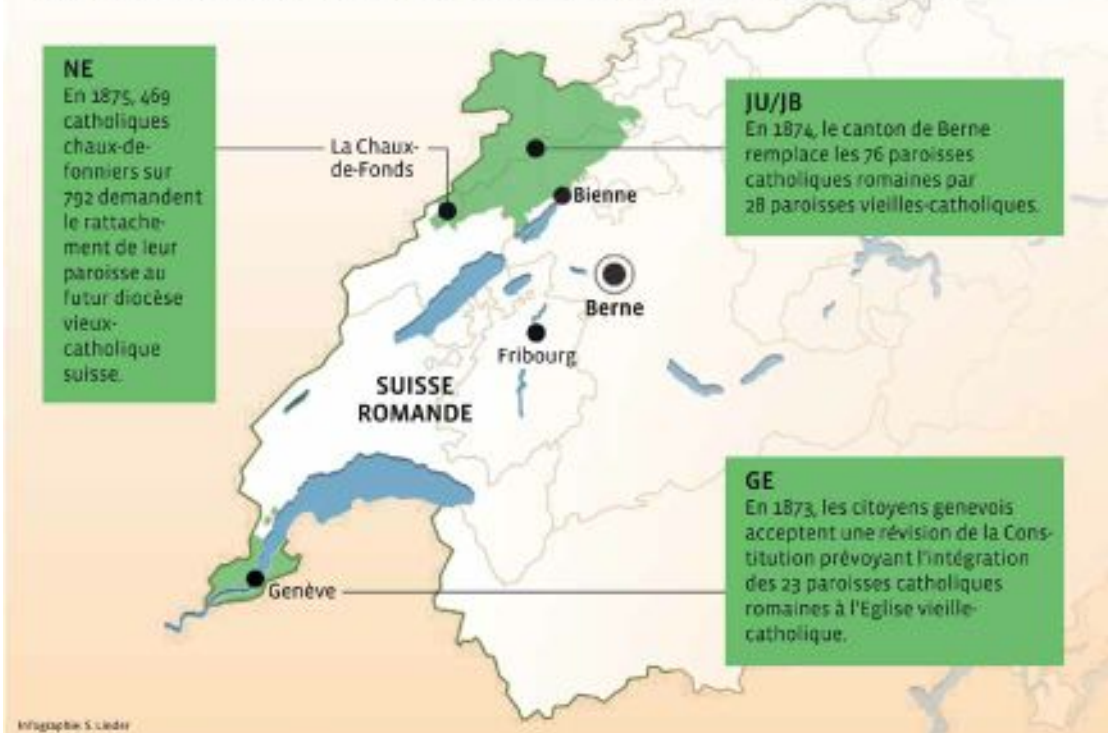 NE
En 1875, 469
catholiques
chaux-de-
fonniers sur
792 demandent
le rattache-
ment de leur
paroisse au
futur diocèse
vieux-
catholique
suisse.
La Chaux-
de-Fonds
JU/JB
En 1874, le canton de Berne
remplace les 76 paroisses
catholiques romaines par
28 paroisses vieilles-catholiques.
Bienne
Berne
Fribourg
SUISSE
ROMANDE
GE
En 1873, les citoyens genevois
acceptent une révision de la Cons-
titution prévoyant l'intégration
des 23 paroisses catholiques
romaines à l'Eglise vieille-
catholique.
Genève
Infographie: S. Linder